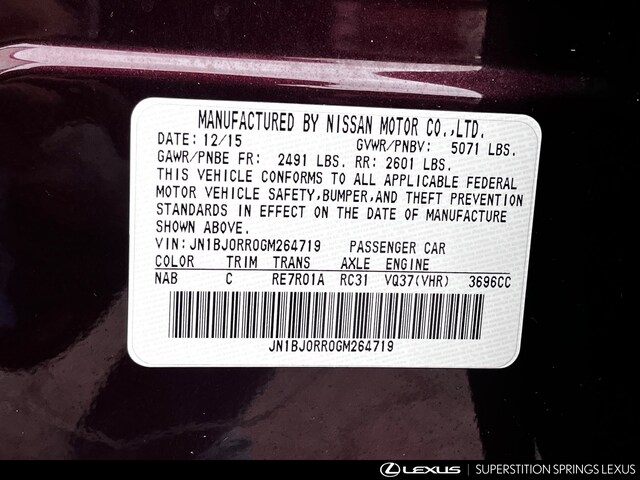 MANUFACTURED BY NISSAN MOTOR CO.,LTD.
DATE: 12/15 GVWR/PNBV: 5071 LBS.
GAWR/PNBE FR: 2491 LBS. RR: 2601 LBS.
THIS VEHICLE CONFORMS TO ALL APPLICABLE FEDERAL
MOTOR VEHICLE SAFETY,BUMPER,AND THEFT PREVENTION
STANDARDS IN EFFECT ON THE DATE OF MANUFACTURE
SHOWN ABOVE.
VIN: JN1BJ0RR0GM264719 PASSENGER CAR
COLOR TRIM TRANS AXLE ENGINE
NAB C RE7R01A RC31 VQ37(VHR) 3696CC
JN1BJ0RR0GM264719
LEXUS SUPERSTITION SPRINGS LEXUS